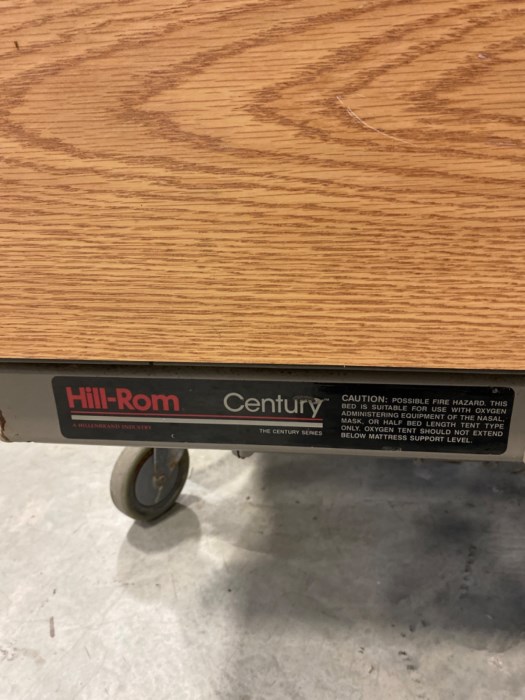 Hill-Rom
A HILLENBRAND INDUSTRY
Century
THE CENTURY SERIES
CAUTION: POSSIBLE FIRE HAZARD. THIS
BED IS SUITABLE FOR USE WITH OXYGEN
ADMINISTERING EQUIPMENT OF THE NASAL,
MASK, OR HALF BED LENGTH TENT TYPE
ONLY. OXYGEN TENT SHOULD NOT EXTEND
BELOW MATTRESS SUPPORT LEVEL.